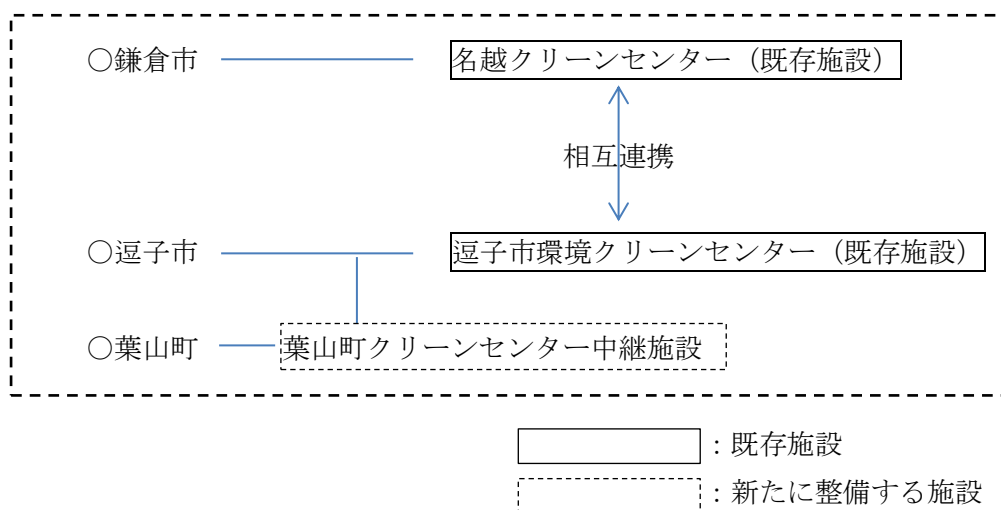 ○鎌倉市 名越クリーンセンター（既存施設）
相互連携
○逗子市 逗子市環境クリーンセンター（既存施設）
○葉山町 葉山町クリーンセンター中継施設
：既存施設
：新たに整備する施設